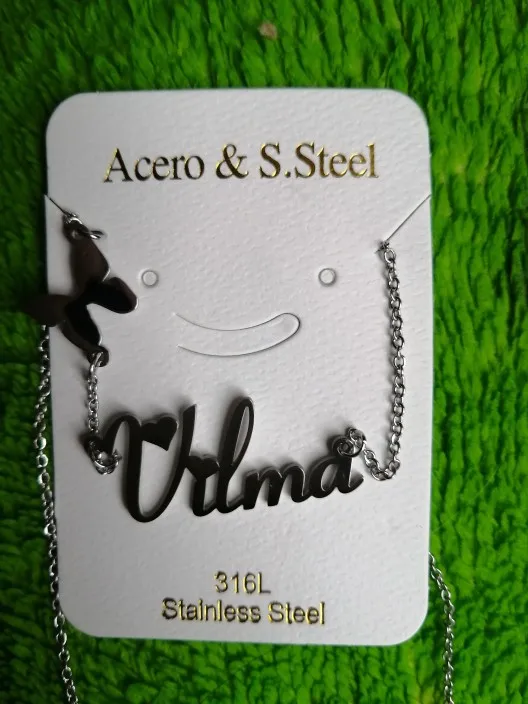 Acero & S.Steel
Vilma
316L
Stainless Steel